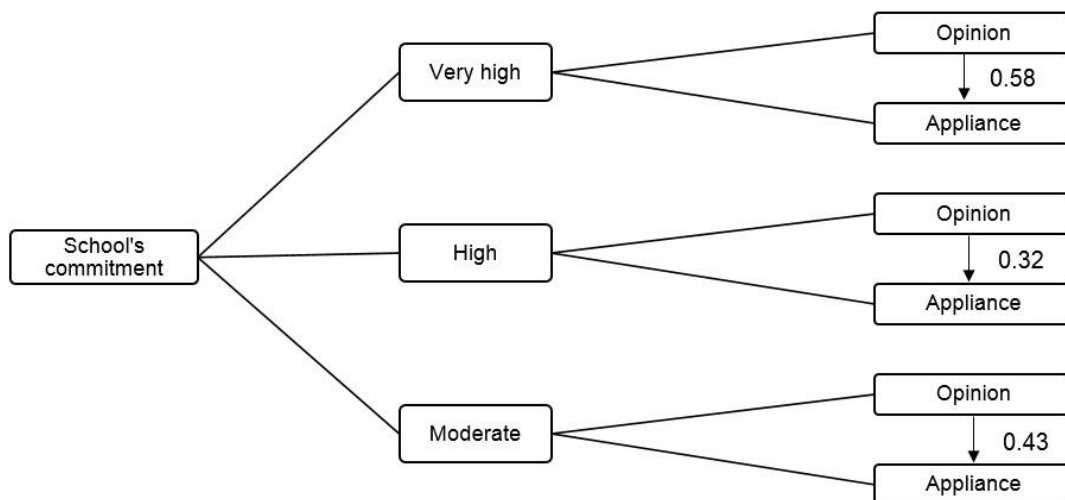 Opinion
Very high
0.58
Appliance
Opinion
School's
commitment
High
0.32
Appliance
Opinion
Moderate
0.43
Appliance